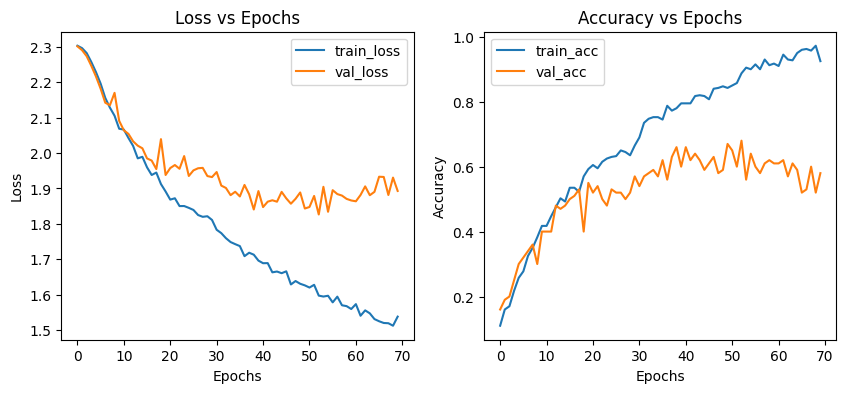 Loss vs Epochs
train_loss
val_loss
2.3
2.2
2.1
2.0
1.9
1.8
1.7
1.6
1.5
Loss
0 10 20 30 40 50 60 70
Epochs
Accuracy vs Epochs
train_acc
val_acc
1.0
0.8
0.6
0.4
0.2
Accuracy
0 10 20 30 40 50 60 70
Epochs